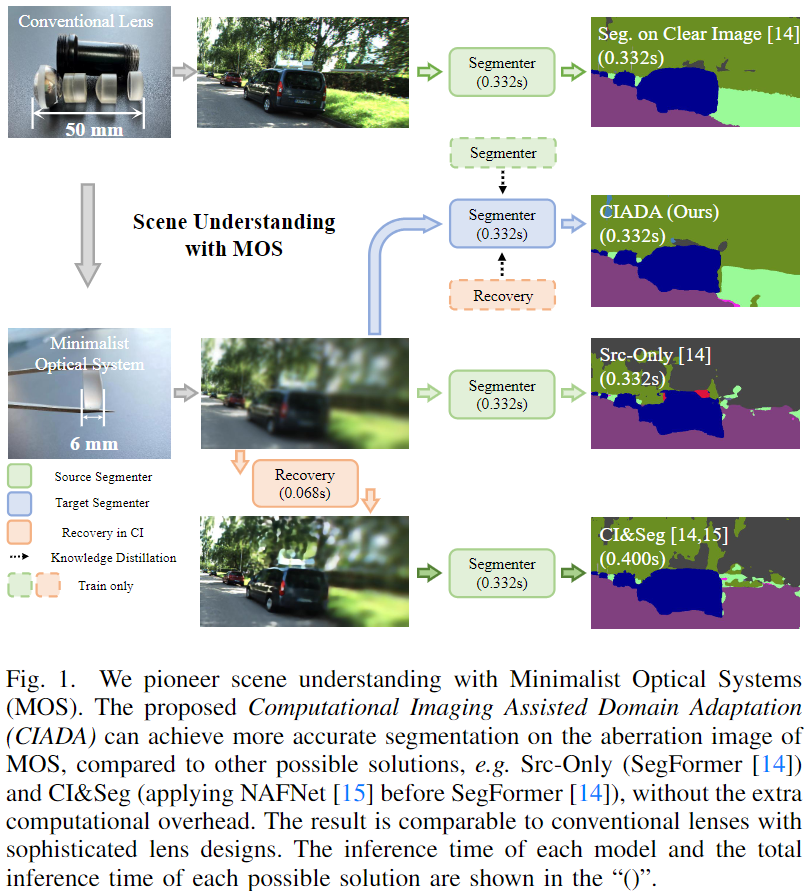 Conventional Lens
50 mm
Segmenter
(0.332s)
Seg. on Clear Image [14]
(0.332s)
Segmenter
Scene Understanding
with MOS
Segmenter
(0.332s)
CIADA (Ours)
(0.332s)
Recovery
Minimalist
Optical System
6 mm
Segmenter
(0.332s)
Src-Only [14]
(0.332s)
Recovery
(0.068s)
Source Segmenter
Target Segmenter
Recovery in CI
Knowledge Distillation
Train only
Segmenter
(0.332s)
CI&Seg [14,15]
(0.400s)
Fig. 1. We pioneer scene understanding with Minimalist Optical Systems
(MOS). The proposed Computational Imaging Assisted Domain Adaptation
(CIADA) can achieve more accurate segmentation on the aberration image of
MOS, compared to other possible solutions, e.g. Src-Only (SegFormer [14])
and CI&Seg (applying NAFNet [15] before SegFormer [14]), without the extra
computational overhead. The result is comparable to conventional lenses with
sophisticated lens designs. The inference time of each model and the total
inference time of each possible solution are shown in the “()”.